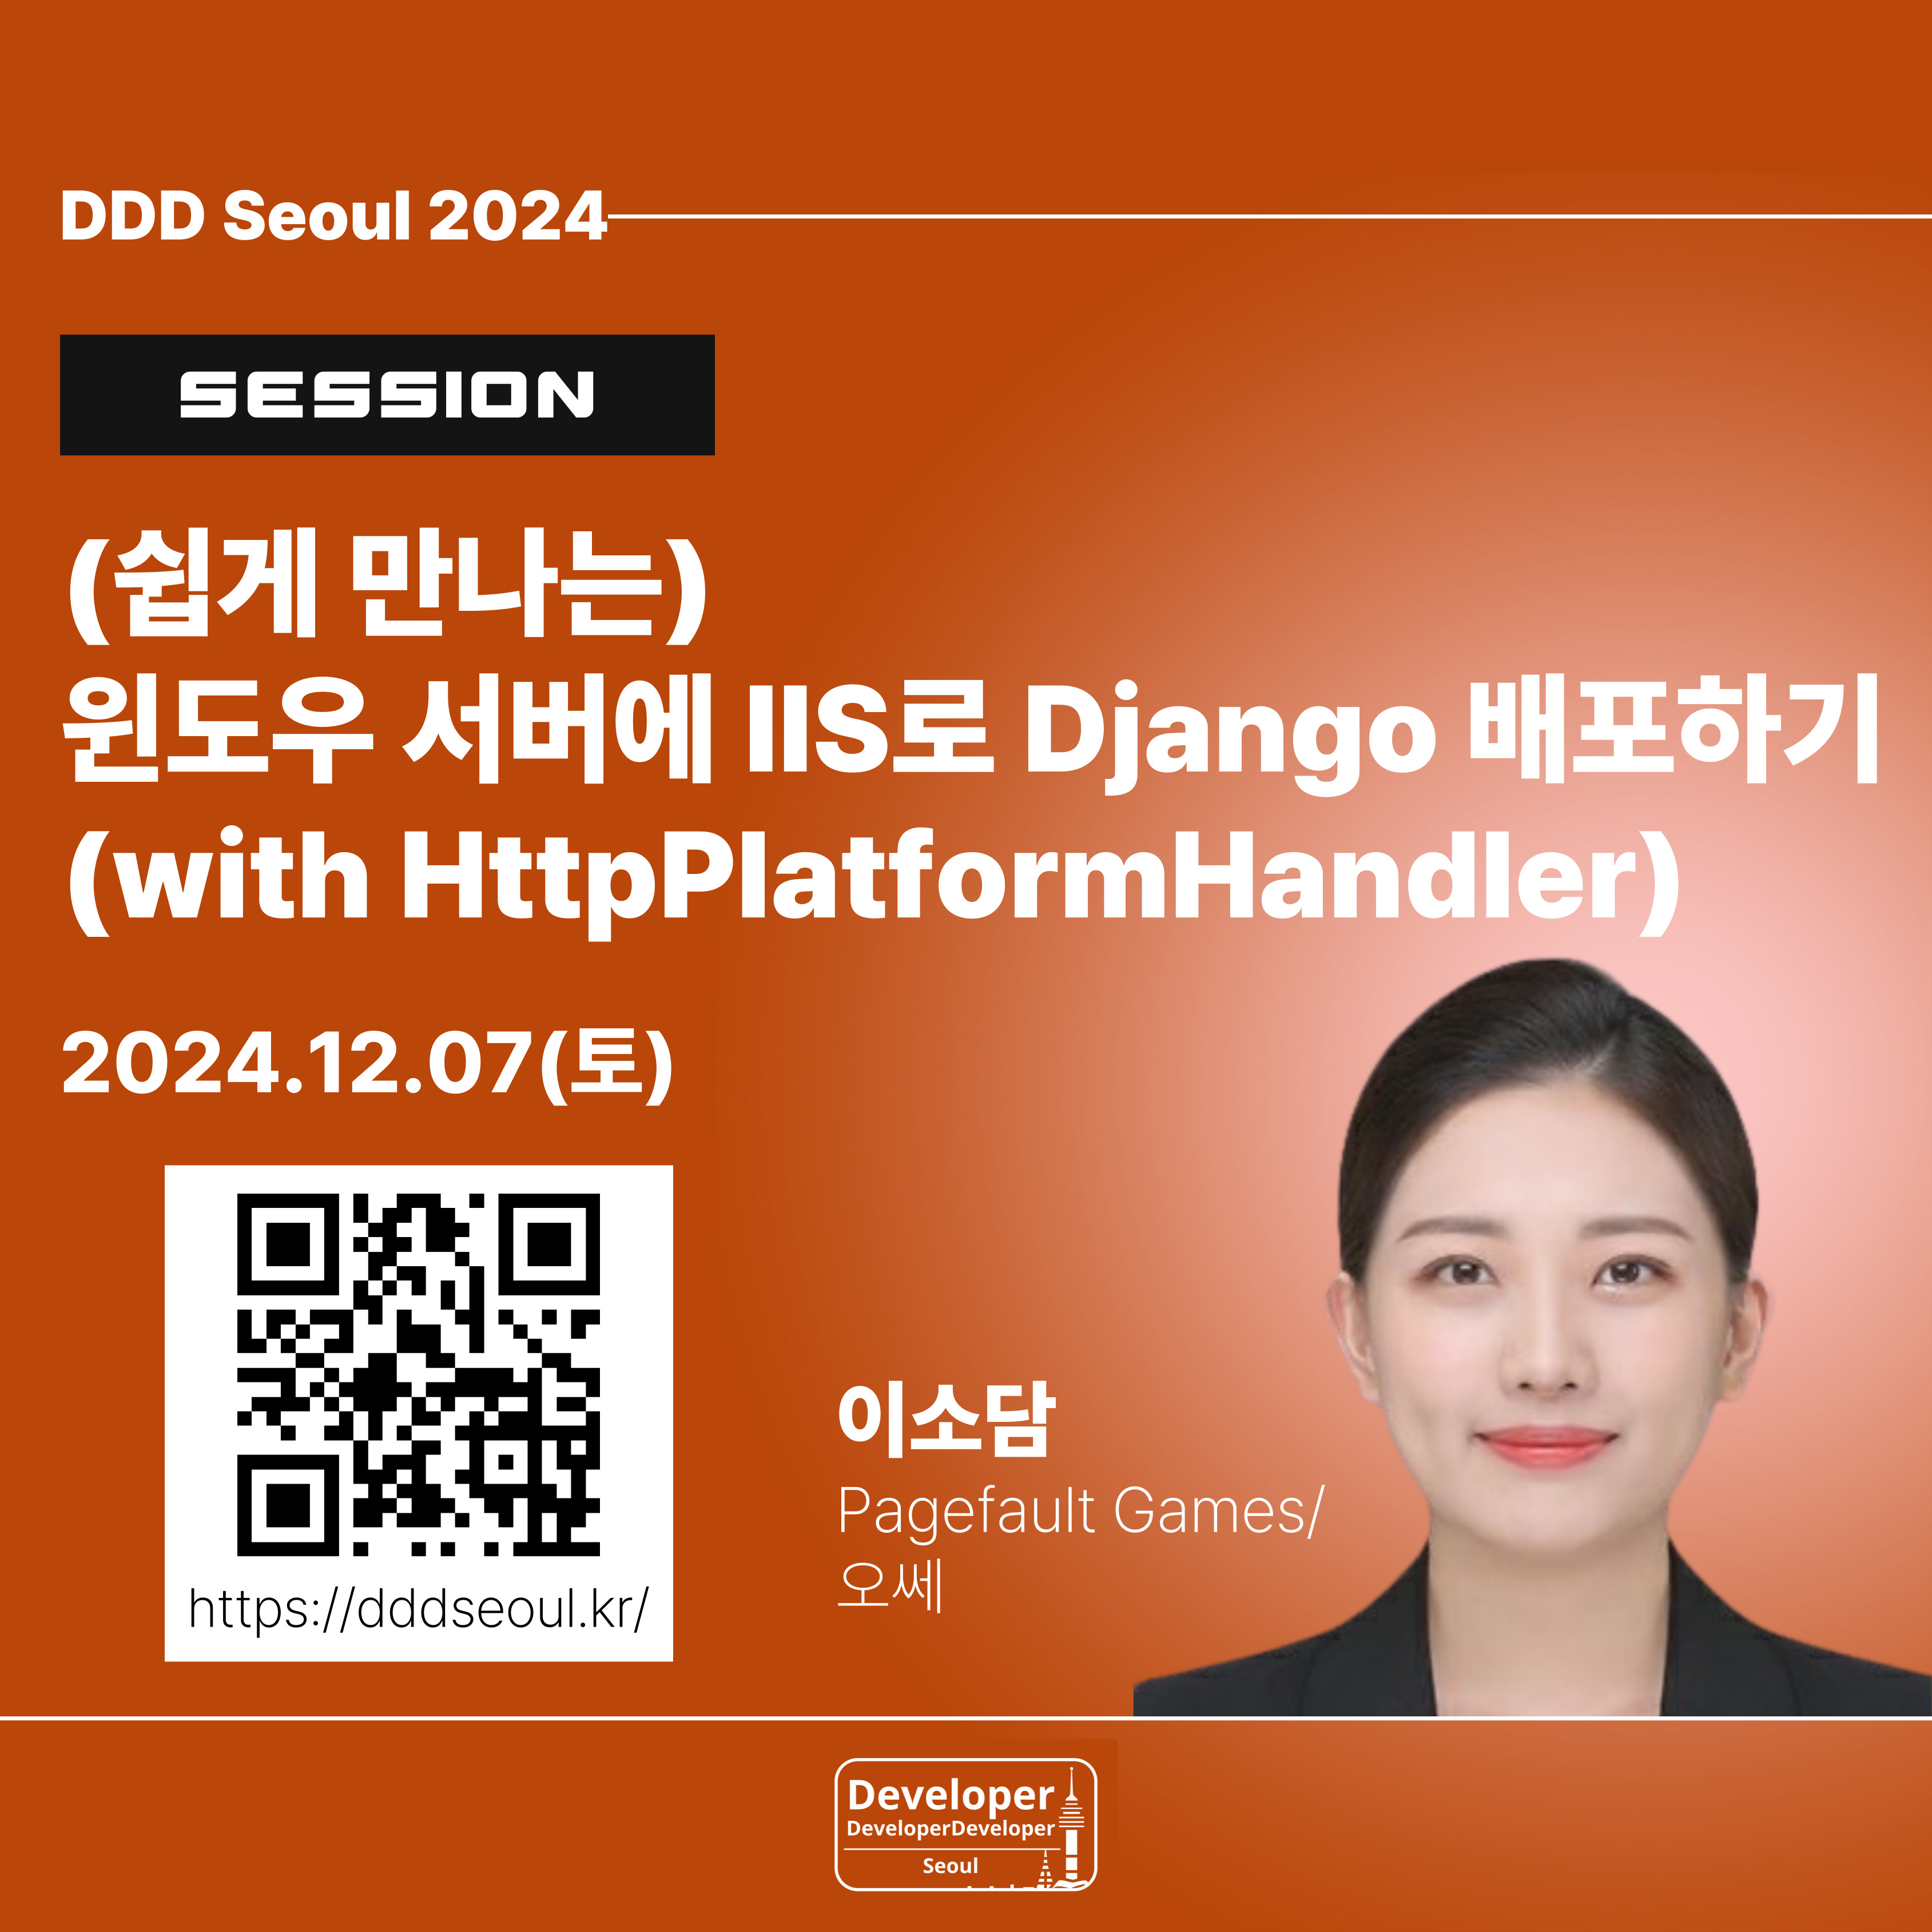 DDD Seoul 2024
SESSION
(쉽게 만나는)
윈도우 서버에 IIS로 Django 배포하기
(with HttpPlatformHandler)
2024.12.07(토)
https://dddseoul.kr/
이소담
Pagefault Games/
오쎄
Developer
DeveloperDeveloper
Seoul